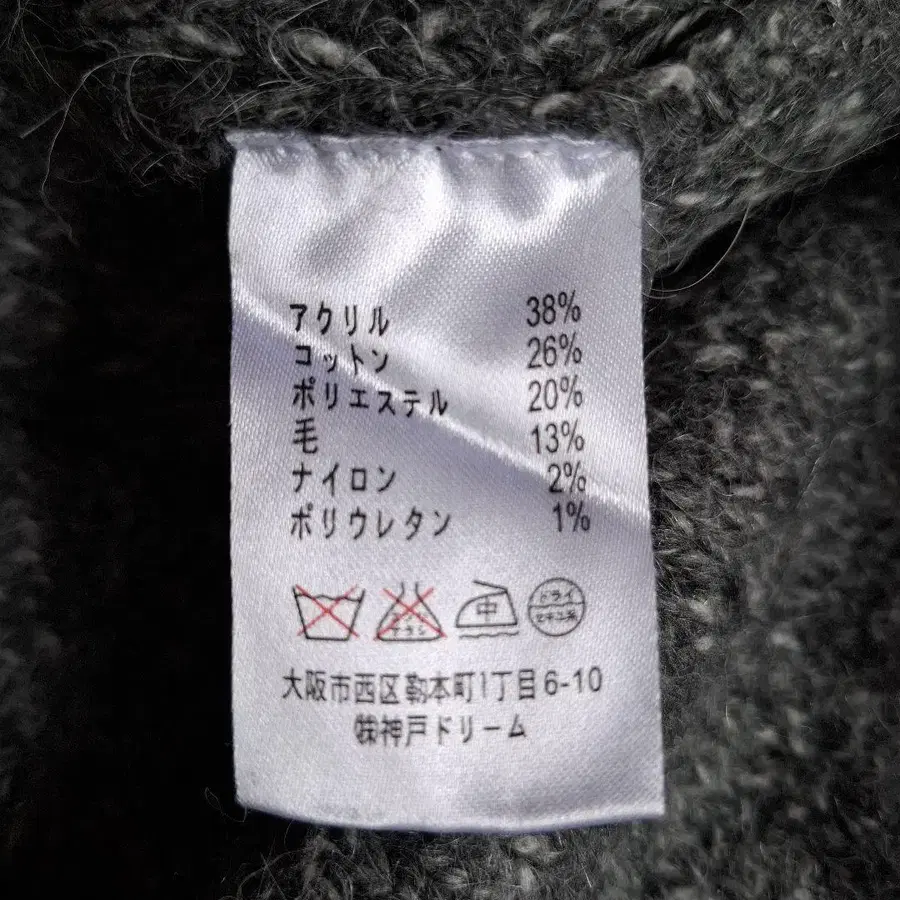 アクリル 38%
コットン 26%
ポリエステル 20%
毛 13%
ナイロン 2%
ポリウレタン 1%
中 ドライ
大阪市西区靭本町1丁目6-10
㈱神戸ドリーム